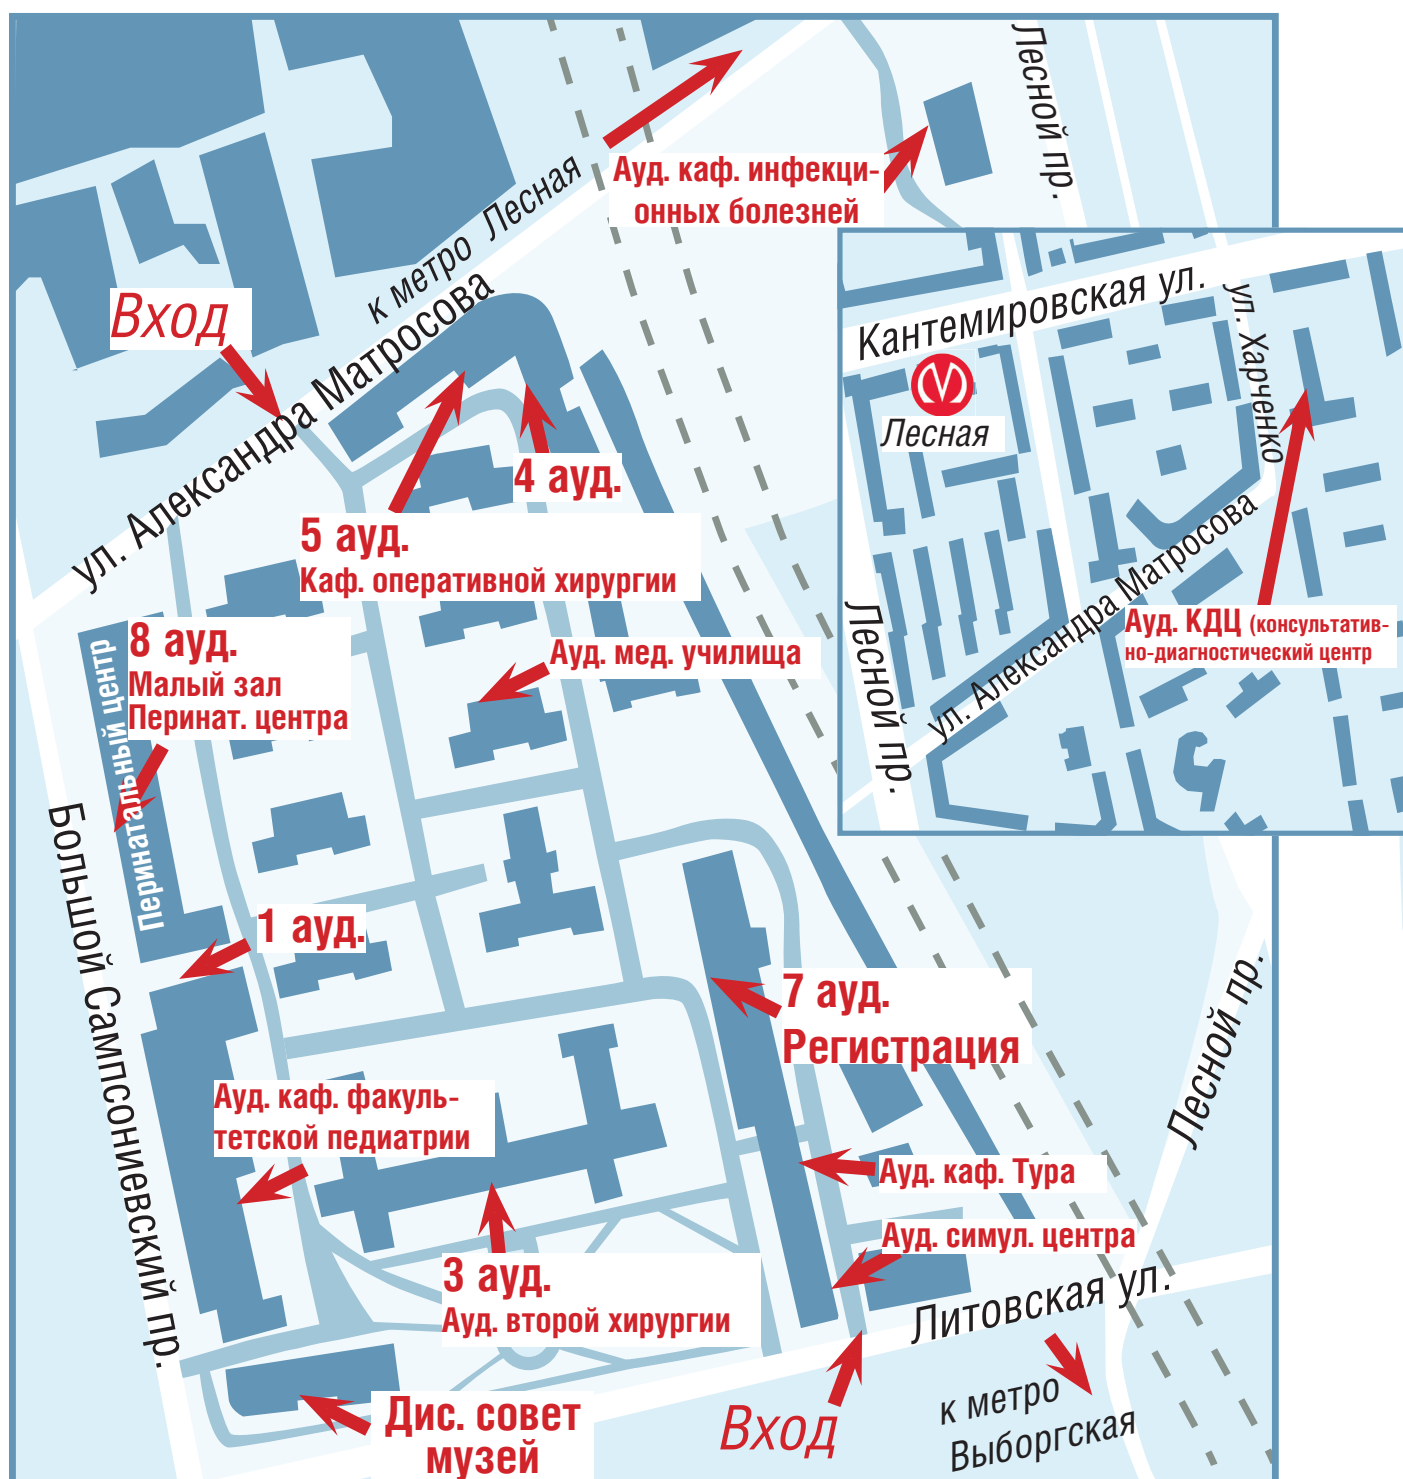 Лесной пр.
Ауд. каф. инфекци-
онных болезней
к метро Лесная
Вход
ул. Александра Матросова
Кантемировская ул.
ул. Харченко
Лесная
ул. Александра Матросова
Лесной пр.
Ауд. КДЦ (консультатив-
но-диагностический центр
4 ауд.
5 ауд.
Каф. оперативной хирургии
8 ауд.
Малый зал
Перинат. центра
Перинатальный центр
Ауд. мед. училища
Большой Сампсониевский пр.
1 ауд.
7 ауд.
Регистрация
Лесной пр.
Ауд. каф. факуль-
тетской педиатрии
Ауд. каф. Тура
Ауд. симул. центра
3 ауд.
Ауд. второй хирургии
Литовская ул.
Дис. совет
музей
Вход
к метро
Выборгская